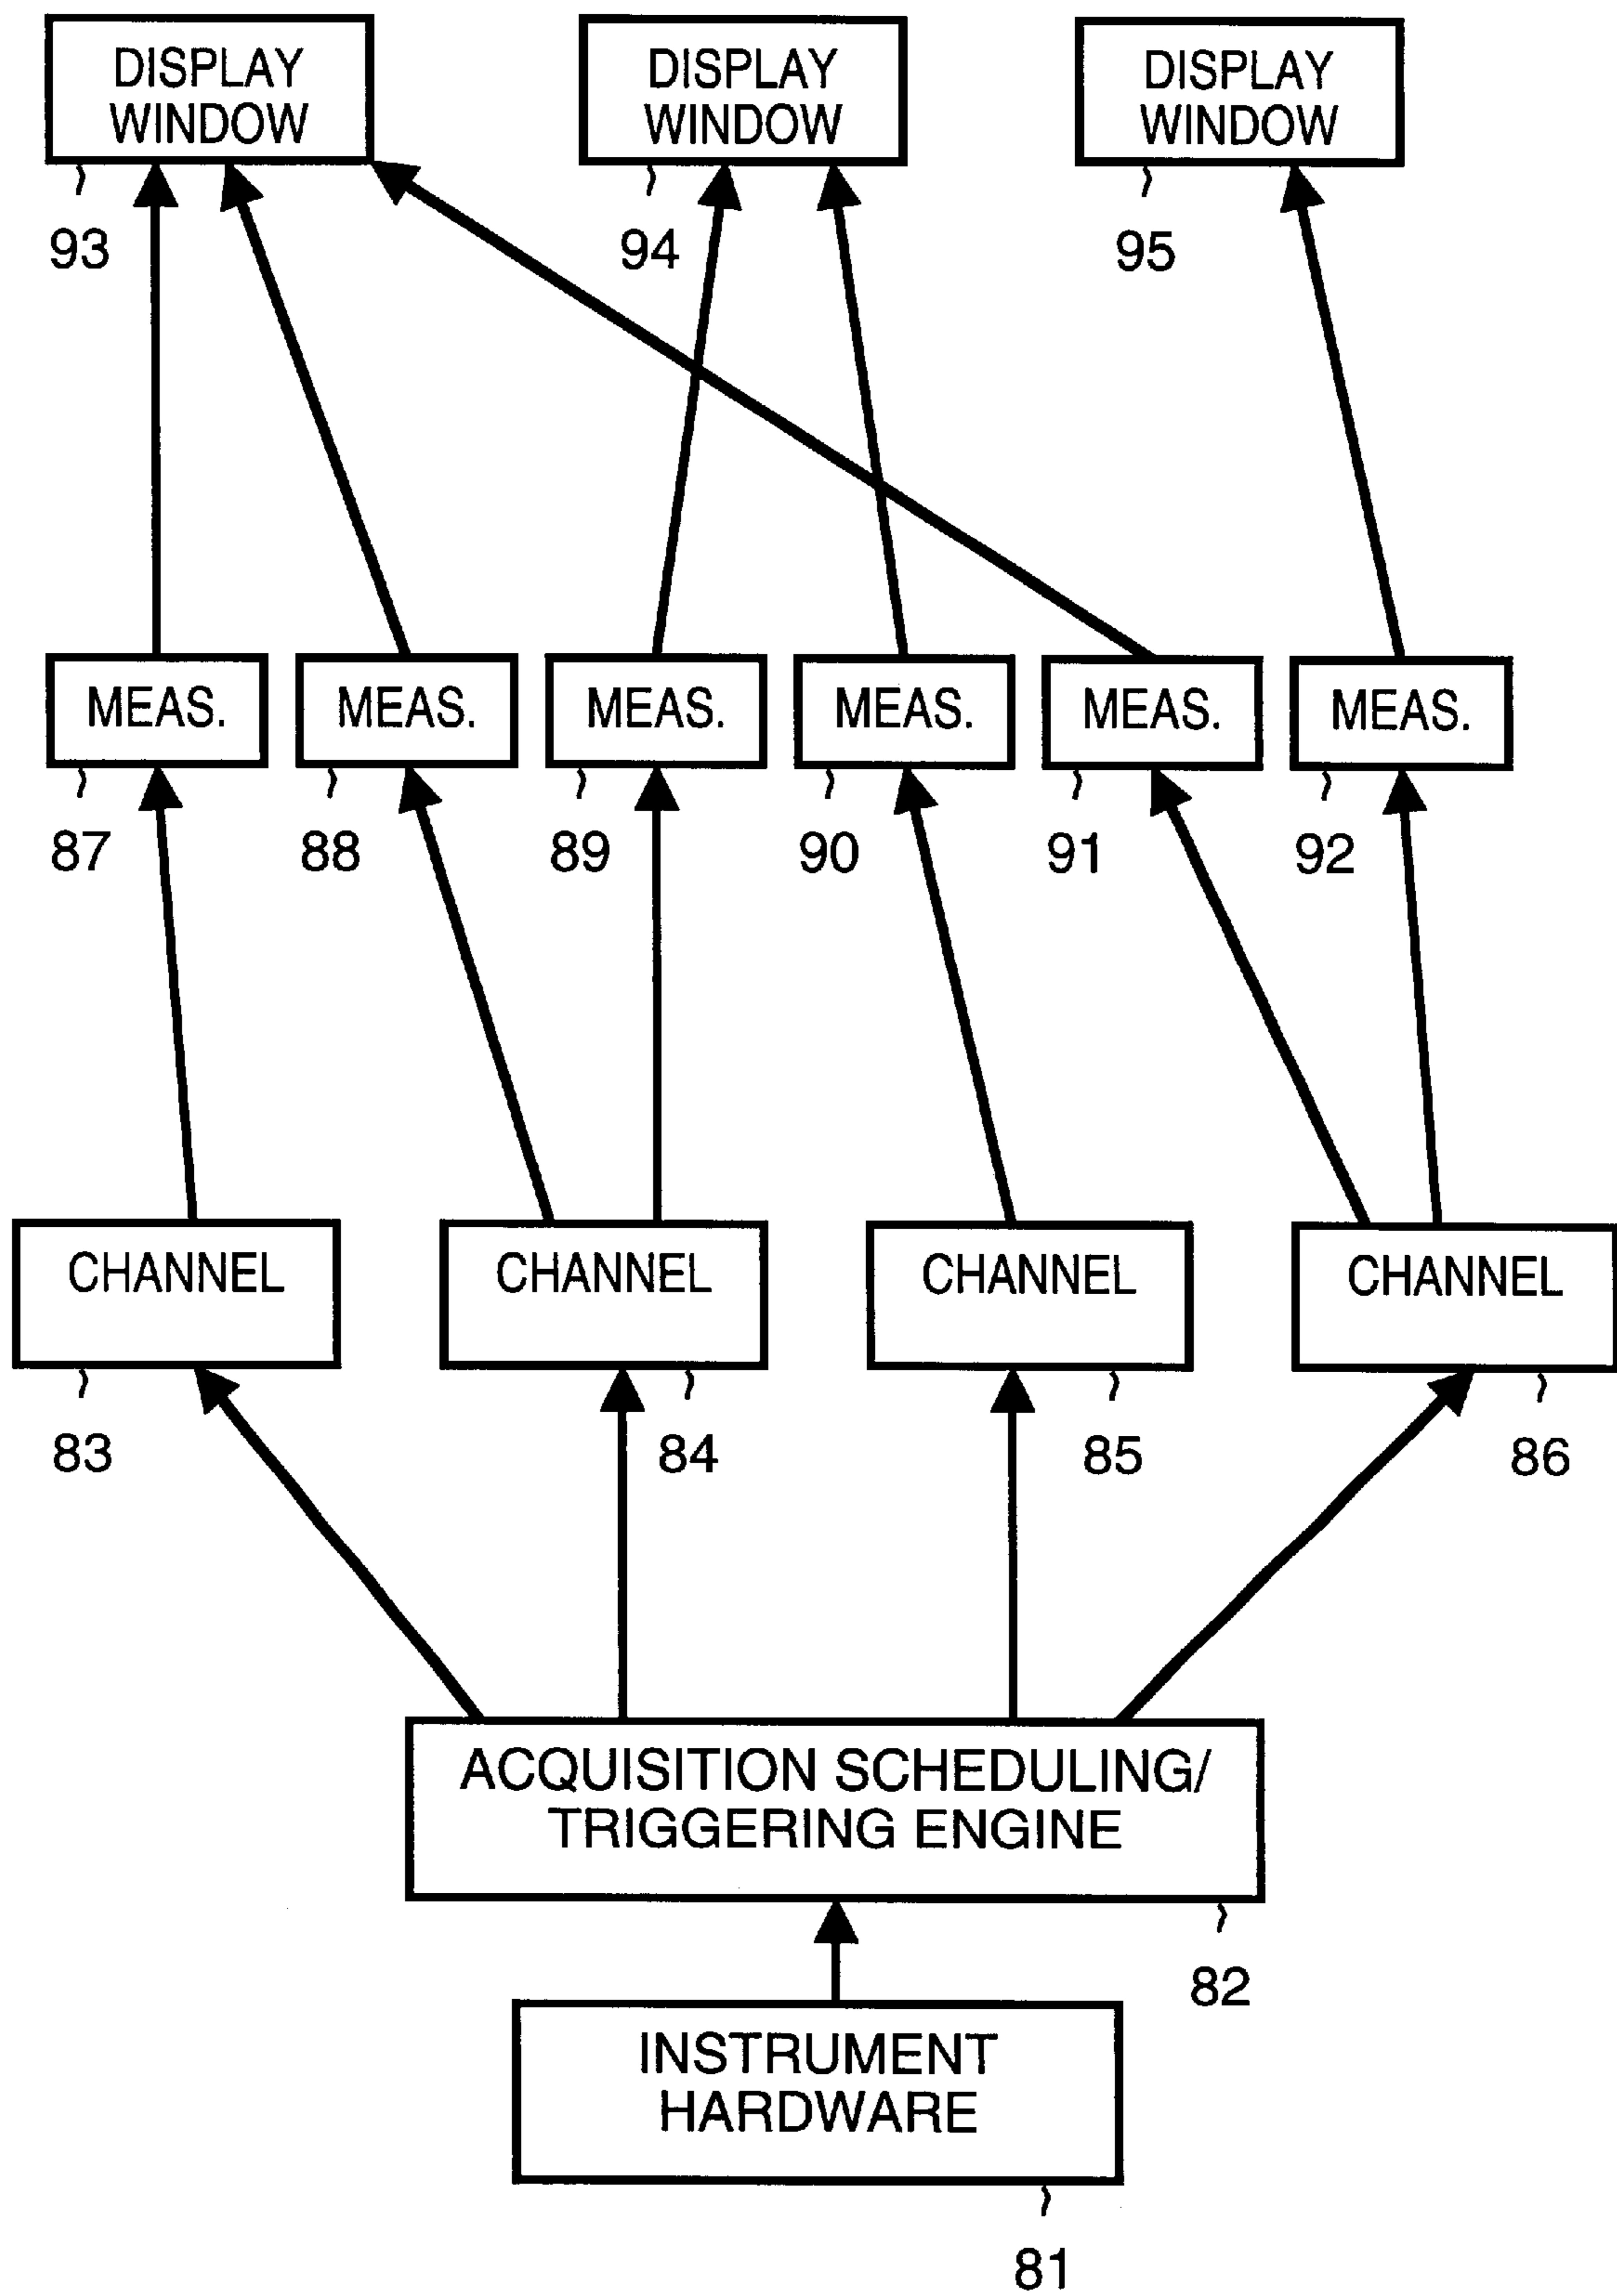 DISPLAY
WINDOW
DISPLAY
WINDOW
DISPLAY
WINDOW
93
94
95
MEAS.
MEAS.
MEAS.
MEAS.
MEAS.
MEAS.
87
88
89
90
91
92
CHANNEL
CHANNEL
CHANNEL
CHANNEL
83
84
85
86
ACQUISITION SCHEDULING/
TRIGGERING ENGINE
82
INSTRUMENT
HARDWARE
81